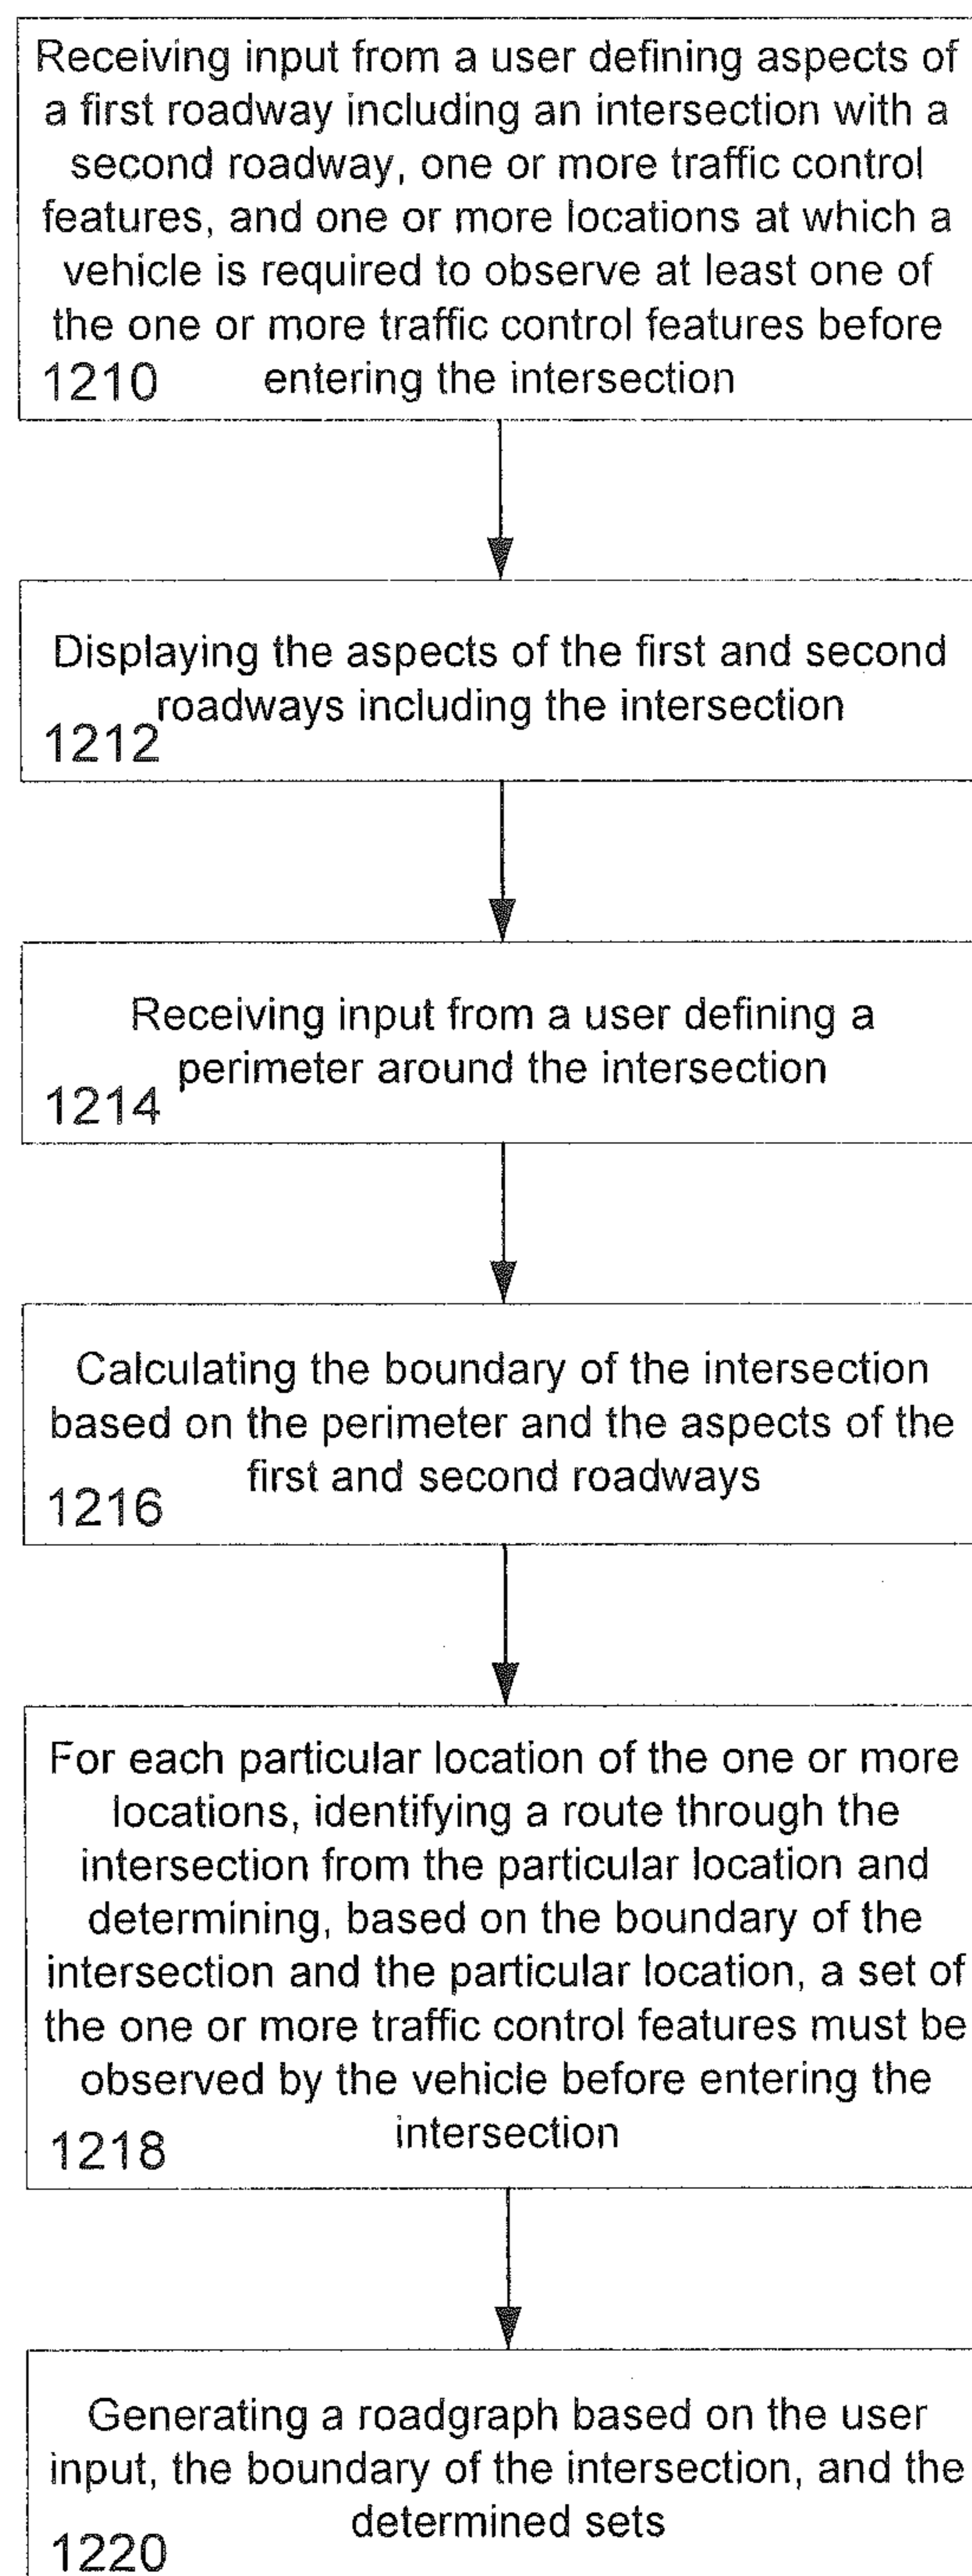 Receiving input from a user defining aspects of
a first roadway including an intersection with a
second roadway, one or more traffic control
features, and one or more locations at which a
vehicle is required to observe at least one of
the one or more traffic control features before
1210 entering the intersection
Displaying the aspects of the first and second
roadways including the intersection
1212
Receiving input from a user defining a
perimeter around the intersection
1214
Calculating the boundary of the intersection
based on the perimeter and the aspects of the
first and second roadways
1216
For each particular location of the one or more
locations, identifying a route through the
intersection from the particular location and
determining, based on the boundary of the
intersection and the particular location, a set of
the one or more traffic control features must be
observed by the vehicle before entering the
intersection
1218
Generating a roadgraph based on the user
input, the boundary of the intersection, and the
determined sets
1220